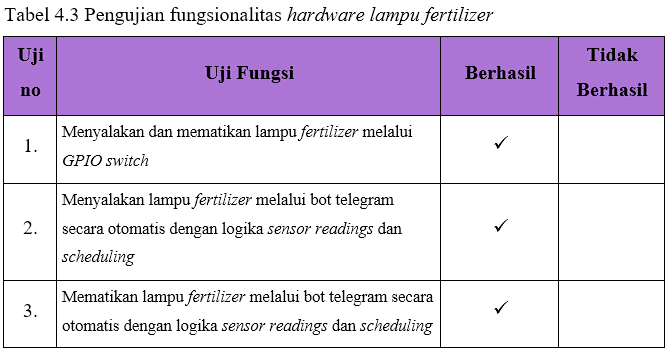 Tabel 4.3 Pengujian fungsionalitas hardware lampu fertilizer
Uji no
Uji Fungsi
Berhasil
Tidak Berhasil
1.
Menyalakan dan mematikan lampu fertilizer melalui
GPIO switch
✓
2.
Menyalakan lampu fertilizer melalui bot telegram
secara otomatis dengan logika sensor readings dan
scheduling
✓
3.
Mematikan lampu fertilizer melalui bot telegram secara
otomatis dengan logika sensor readings dan scheduling
✓